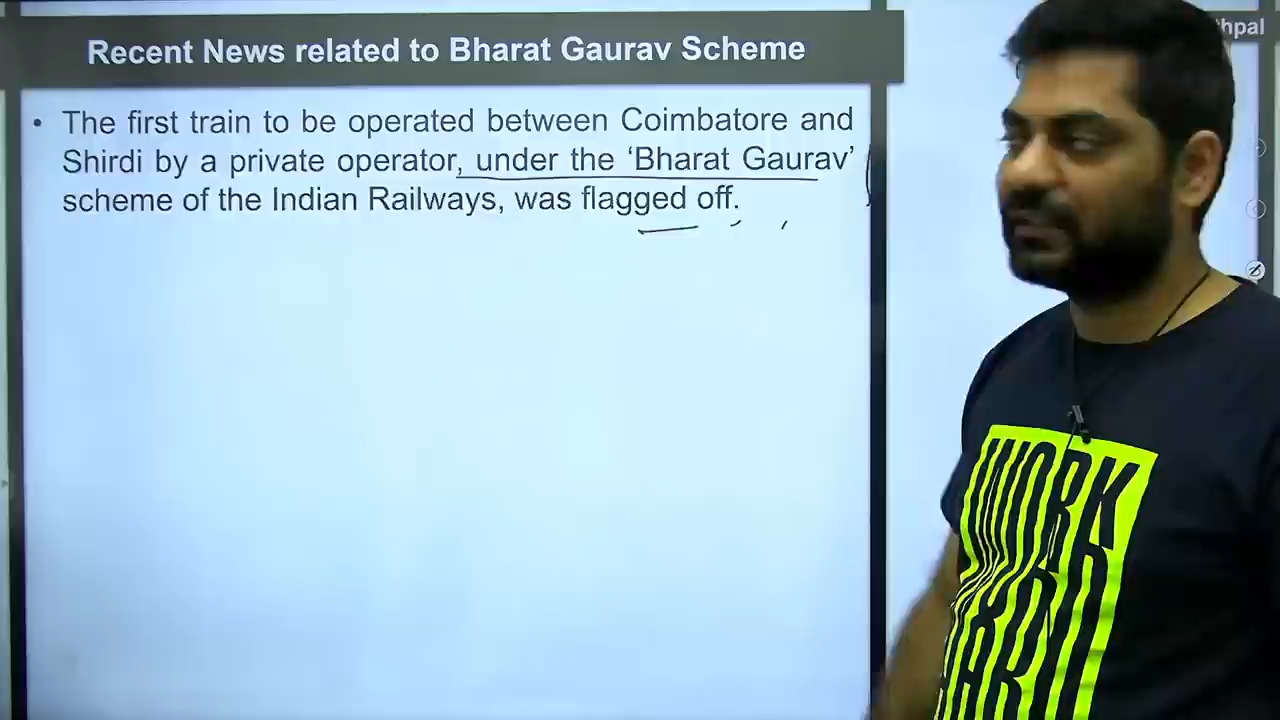 Recent News related to Bharat Gaurav Scheme
hpal
• The first train to be operated between Coimbatore and
Shirdi by a private operator, under the ‘Bharat Gaurav’
scheme of the Indian Railways, was flagged off.
WORK